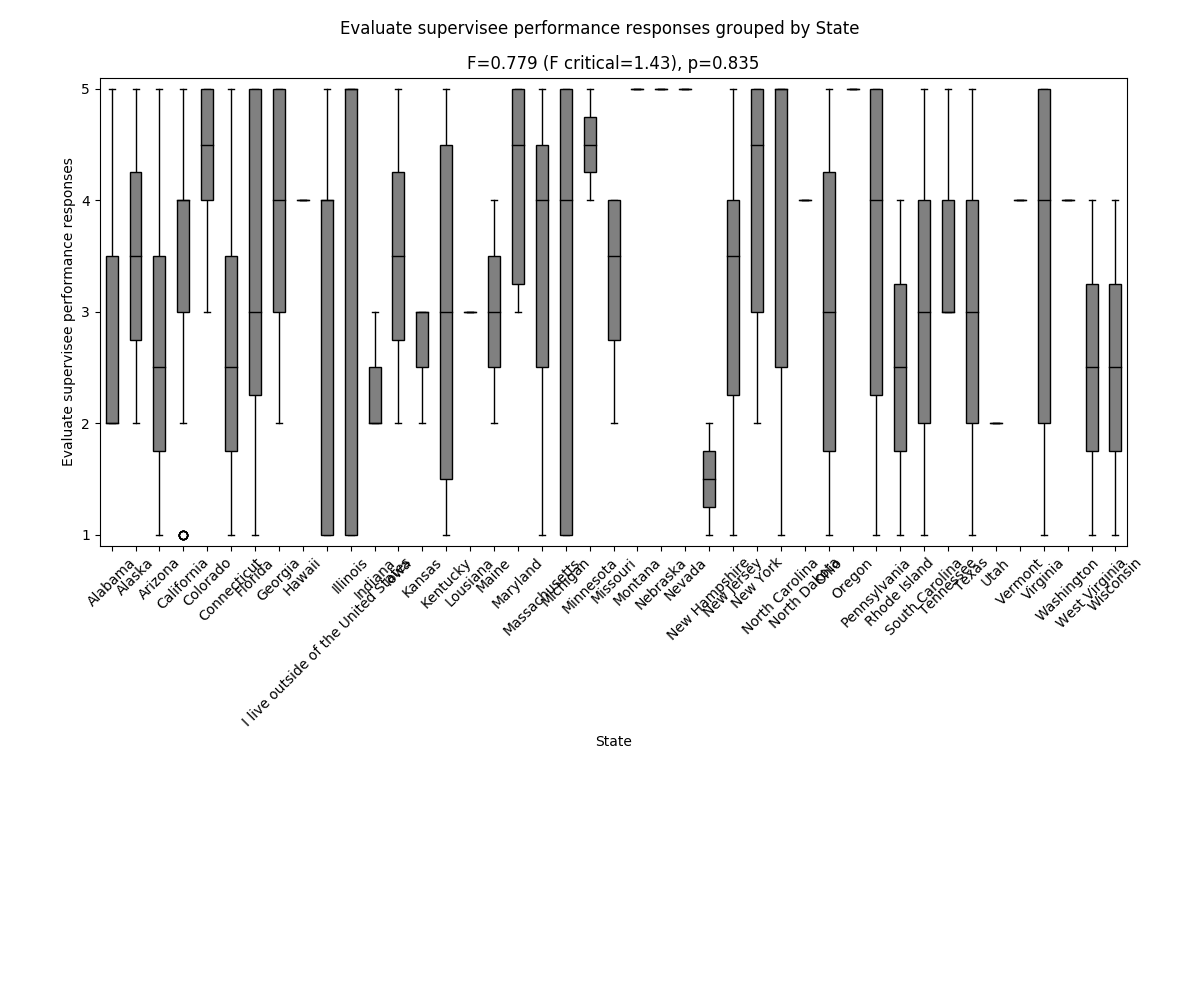 Evaluate supervisee performance responses grouped by State
F=0.779 (F critical=1.43), p=0.835
Evaluate supervisee performance responses
5
4
3
2
1
Alabama
Alaska
Arizona
California
Colorado
Connecticut
Florida
Georgia
Hawaii
I live outside of the United States
Illinois
Indiana
Iowa
Kansas
Kentucky
Lousiana
Maine
Maryland
Massachusetts
Michigan
Minnesota
Missouri
Montana
Nebraska
Nevada
New Hampshire
New Jersey
New York
North Carolina
North Dakota
Ohio
Oregon
Pennsylvania
Rhode Island
South Carolina
Tennessee
Texas
Utah
Vermont
Virginia
Washington
West Virginia
Wisconsin
State